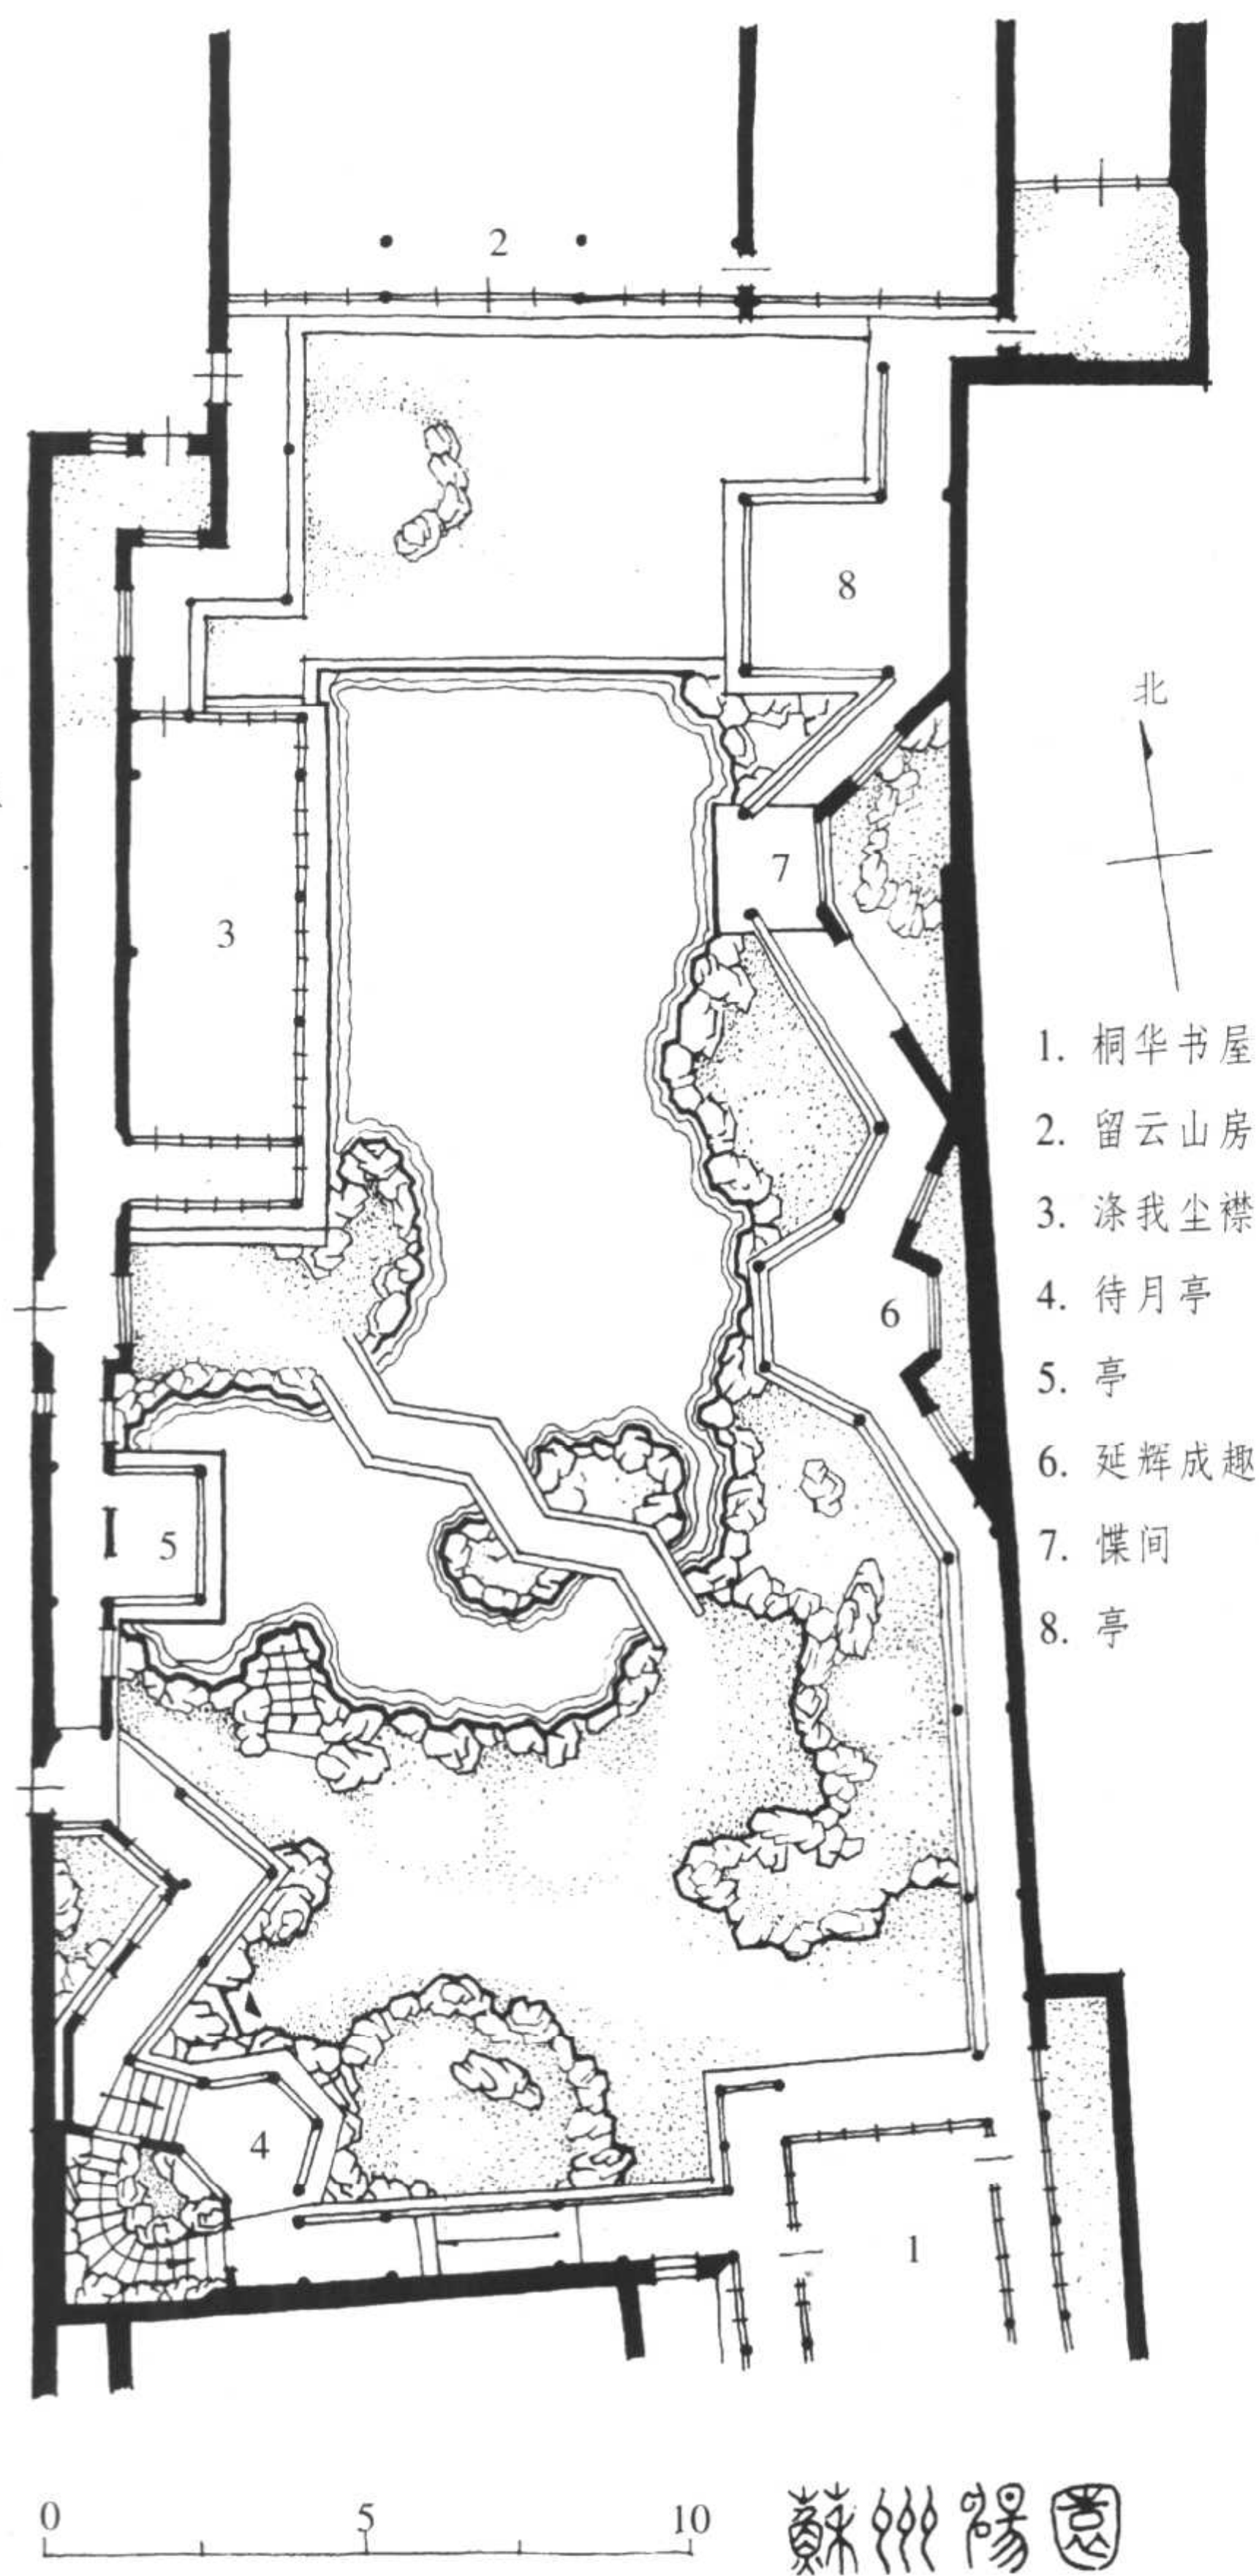 2
8
北
7
3
6
5
4
1
1. 桐华书屋
2. 留云山房
3. 涤我尘襟
4. 待月亭
5. 亭
6. 延辉成趣
7. 惵间
8. 亭
0 5 10
蘇州暢園